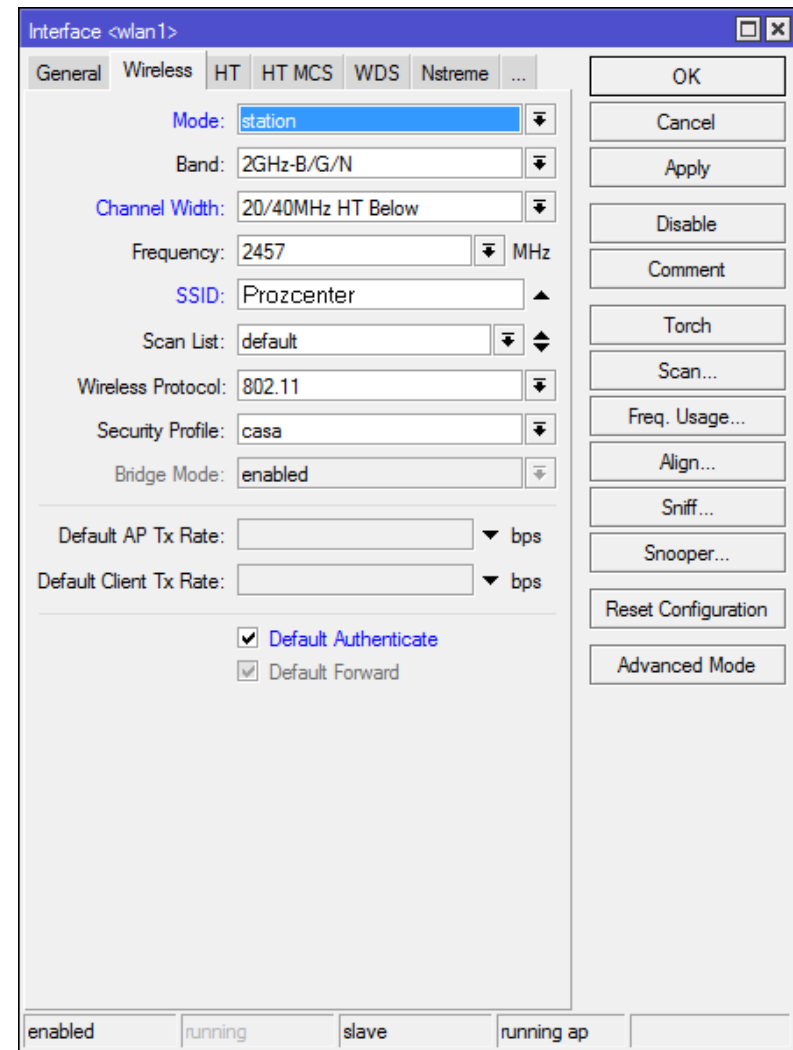 Interface <wlan1>
General Wireless HT HT MCS WDS Nstreme ...
Mode: station
Band: 2GHz-B/G/N
Channel Width: 20/40MHz HT Below
Frequency: 2457 MHz
SSID: Prozcenter
Scan List: default
Wireless Protocol: 802.11
Security Profile: casa
Bridge Mode: enabled
Default AP Tx Rate: bps
Default Client Tx Rate: bps
Default Authenticate
Default Forward
OK
Cancel
Apply
Disable
Comment
Torch
Scan...
Freq. Usage...
Align...
Sniff...
Snooper...
Reset Configuration
Advanced Mode
enabled running slave running ap